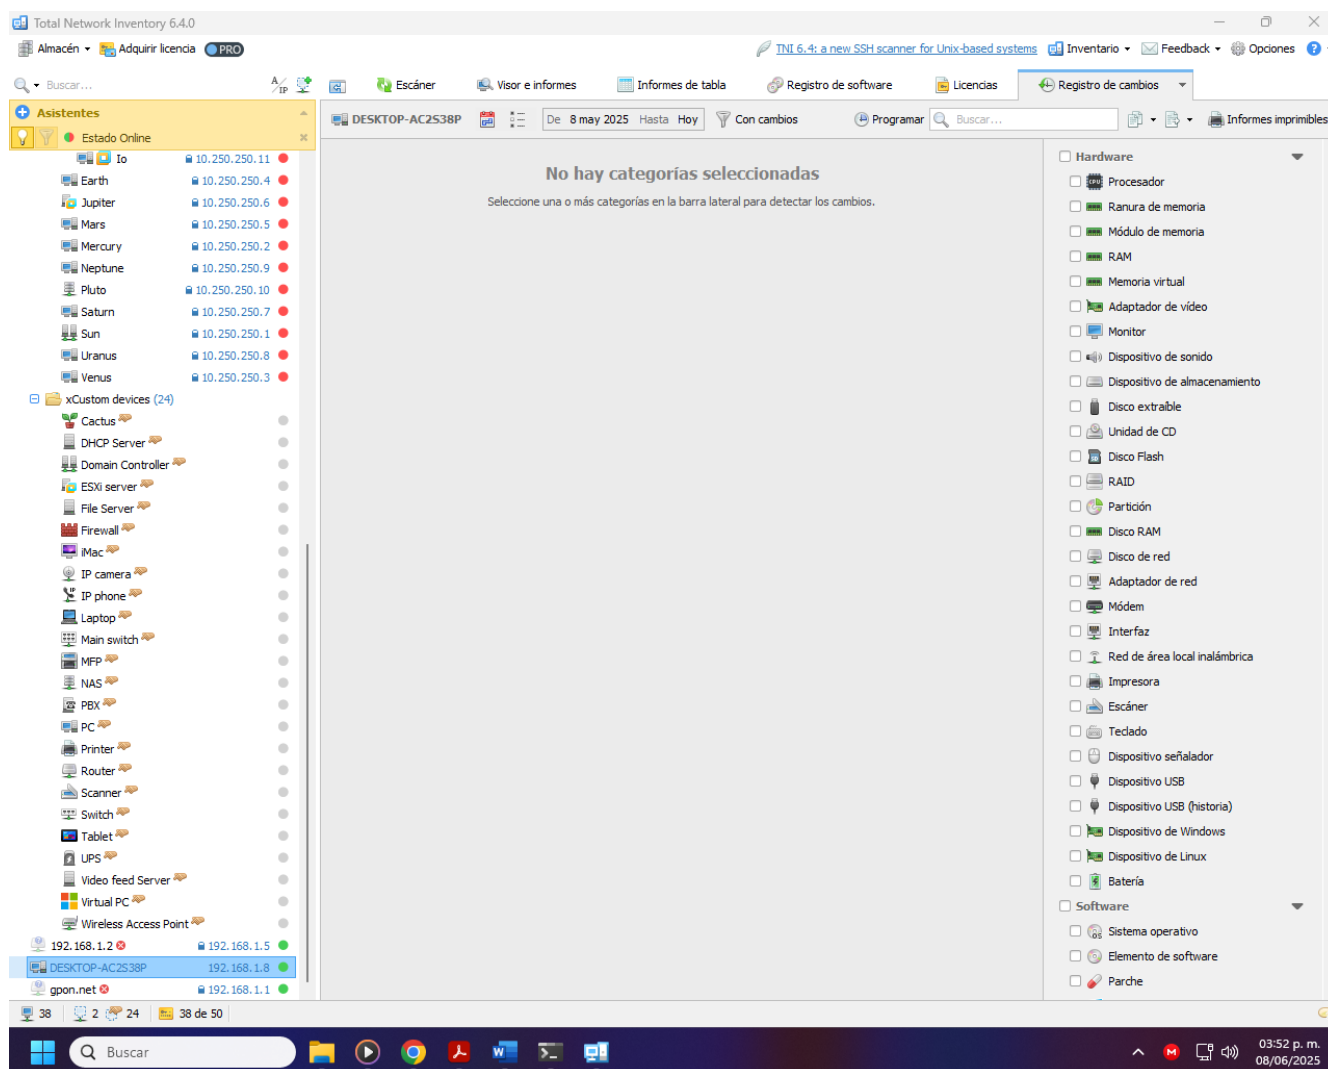 Total Network Inventory 6.4.0
Almacén
Adquirir licencia
PRO
TNI 6.4: a new SSH scanner for Unix-based systems
Inventario
Feedback
Opciones
Buscar...
A/IP
Escáner
Visor e informes
Informes de tabla
Registro de software
Licencias
Registro de cambios
Asistentes
Estado Online
DESKTOP-AC2S38P
De 8 may 2025 Hasta Hoy
Con cambios
Programar
Buscar...
Informes imprimibles
Io 10.250.250.11
Earth 10.250.250.4
Jupiter 10.250.250.6
Mars 10.250.250.5
Mercury 10.250.250.2
Neptune 10.250.250.9
Pluto 10.250.250.10
Saturn 10.250.250.7
Sun 10.250.250.1
Uranus 10.250.250.8
Venus 10.250.250.3
xCustom devices (24)
Cactus
DHCP Server
Domain Controller
ESXi server
File Server
Firewall
iMac
IP camera
IP phone
Laptop
Main switch
MFP
NAS
PBX
PC
Printer
Router
Scanner
Switch
Tablet
UPS
Video feed Server
Virtual PC
Wireless Access Point
192.168.1.2 192.168.1.5
DESKTOP-AC2S38P 192.168.1.8
gpon.net 192.168.1.1
No hay categorías seleccionadas
Seleccione una o más categorías en la barra lateral para detectar los cambios.
Hardware
Procesador
Ranura de memoria
Módulo de memoria
RAM
Memoria virtual
Adaptador de vídeo
Monitor
Dispositivo de sonido
Dispositivo de almacenamiento
Disco extraíble
Unidad de CD
Disco Flash
RAID
Partición
Disco RAM
Disco de red
Adaptador de red
Módem
Interfaz
Red de área local inalámbrica
Impresora
Escáner
Teclado
Dispositivo señalador
Dispositivo USB
Dispositivo USB (historia)
Dispositivo de Windows
Dispositivo de Linux
Batería
Software
Sistema operativo
Elemento de software
Parche
38
2
24
38 de 50
Buscar
03:52 p. m.
08/06/2025